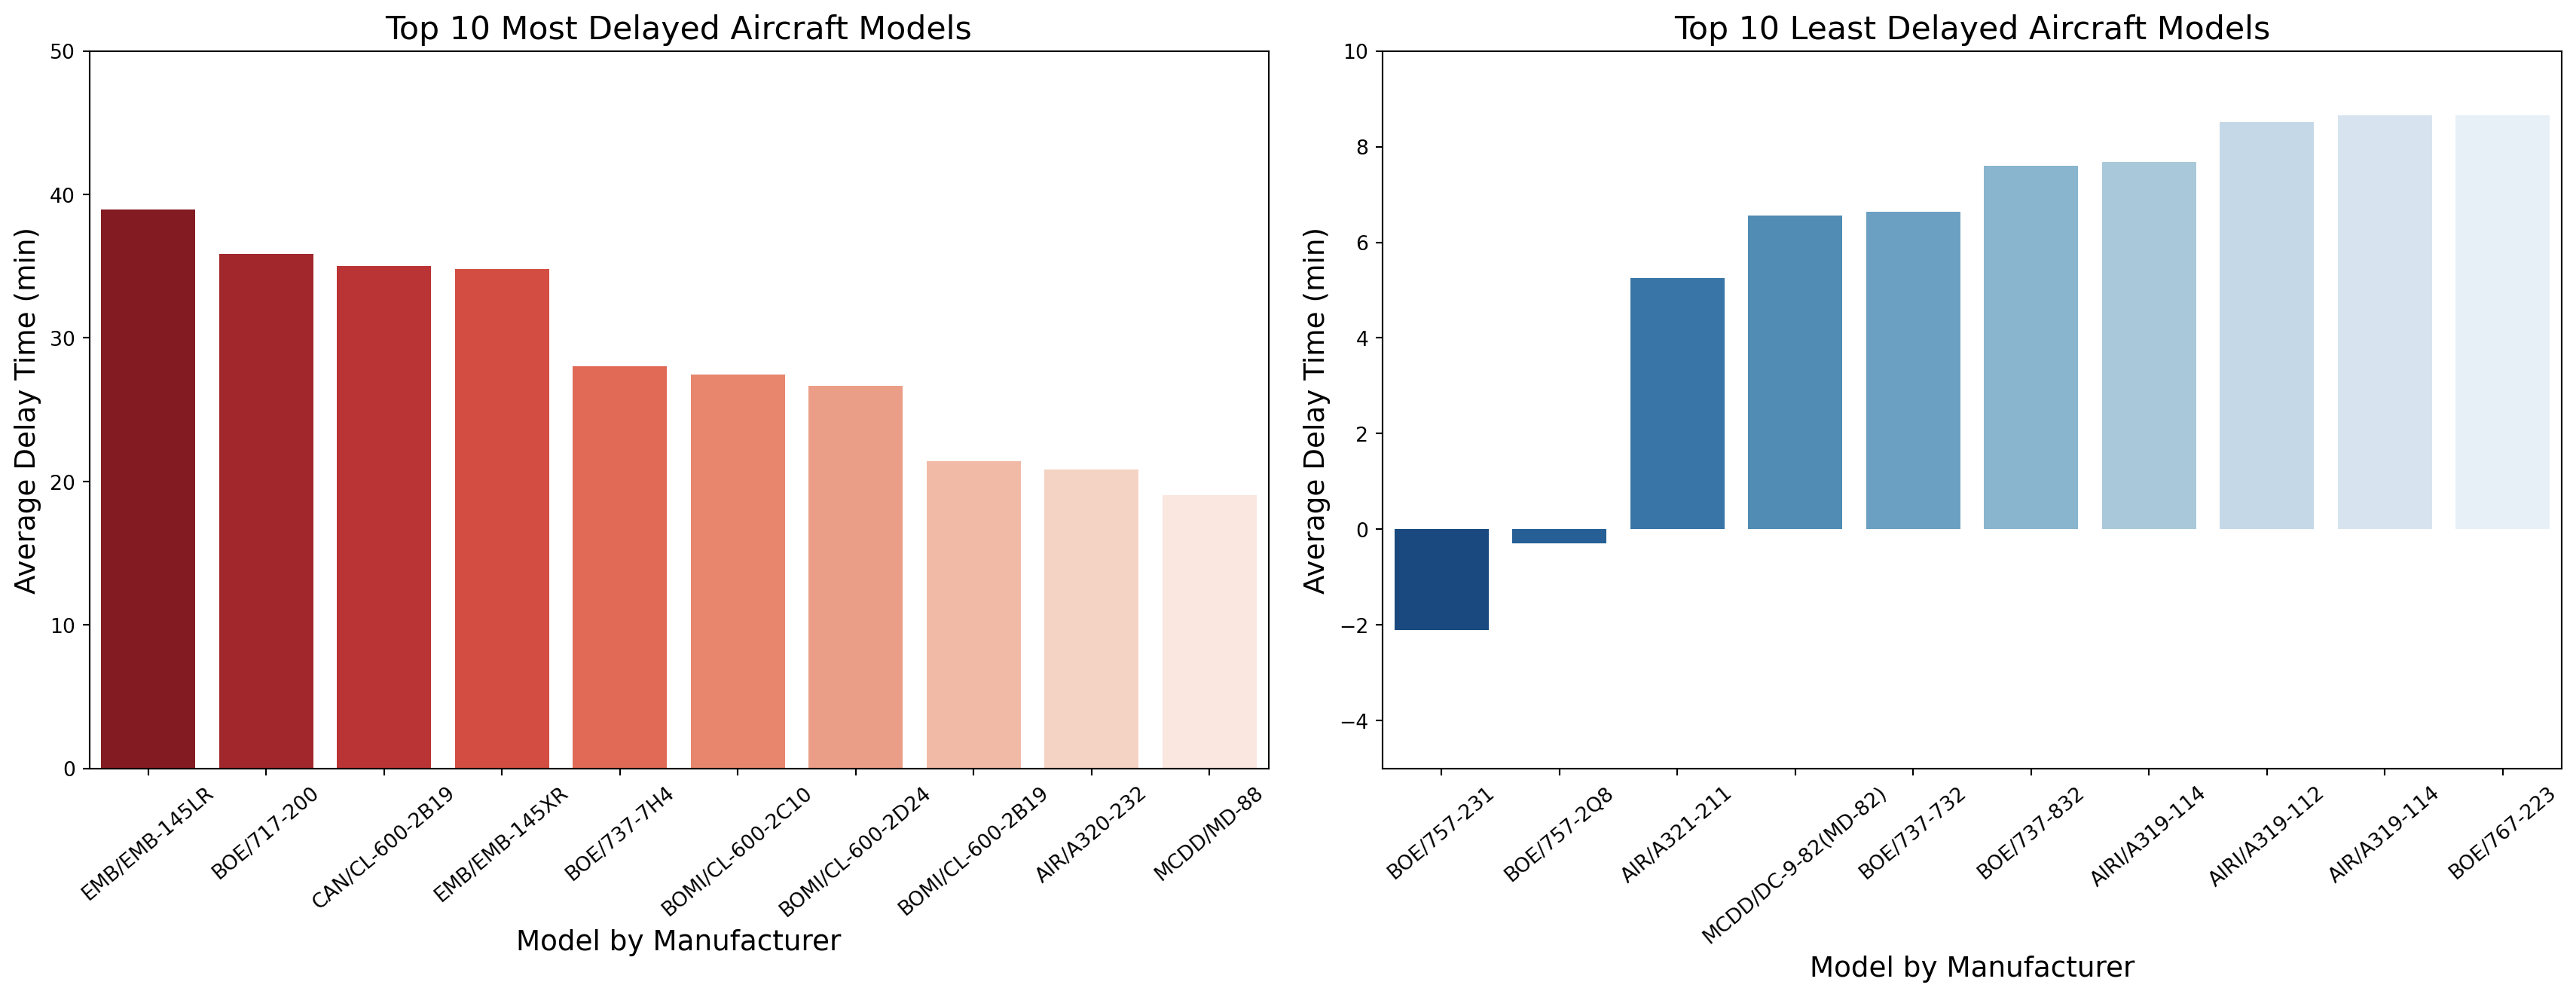 Top 10 Most Delayed Aircraft Models
50
40
30
20
10
0
Average Delay Time (min)
EMB/EMB-145LR
BOE/717-200
CAN/CL-600-2B19
EMB/EMB-145XR
BOE/737-7H4
BOMI/CL-600-2C10
BOMI/CL-600-2D24
BOMI/CL-600-2B19
AIR/A320-232
MCDD/MD-88
Model by Manufacturer
Top 10 Least Delayed Aircraft Models
10
8
6
4
2
0
−2
−4
Average Delay Time (min)
BOE/757-231
BOE/757-2Q8
AIR/A321-211
MCDD/DC-9-82(MD-82)
BOE/737-732
BOE/737-832
AIRI/A319-114
AIRI/A319-112
AIR/A319-114
BOE/767-223
Model by Manufacturer